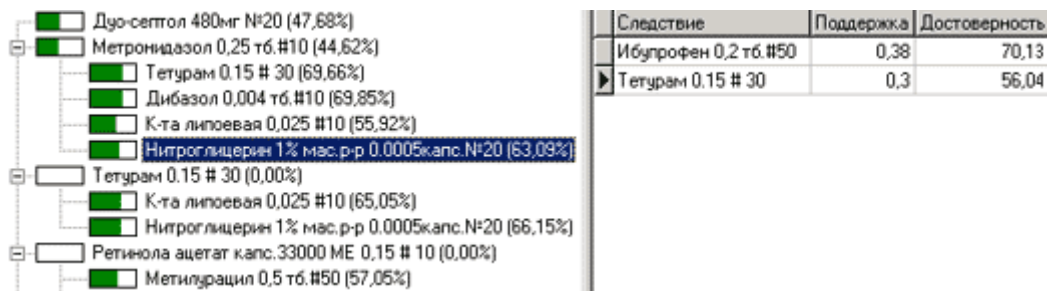 Дуо-септол 480мг №20 (47,68%)
Метронидазол 0,25 тб.#10 (44,62%)
Тетурам 0.15 # 30 (69,66%)
Дибазол 0,004 тб.#10 (69,85%)
К-та липоевая 0,025 #10 (55,92%)
Нитроглицерин 1% мас.р-р 0.0005капс.№20 (63,09%)
Тетурам 0.15 # 30 (0,00%)
К-та липоевая 0,025 #10 (65,05%)
Нитроглицерин 1% мас.р-р 0.0005капс.№20 (66,15%)
Ретинола ацетат капс.33000 МЕ 0,15 # 10 (0,00%)
Метилурацил 0,5 тб.#50 (57,05%)
Следствие Поддержка Достоверность
Ибупрофен 0,2 тб.#50 0,38 70,13
Тетурам 0.15 # 30 0,3 56,04